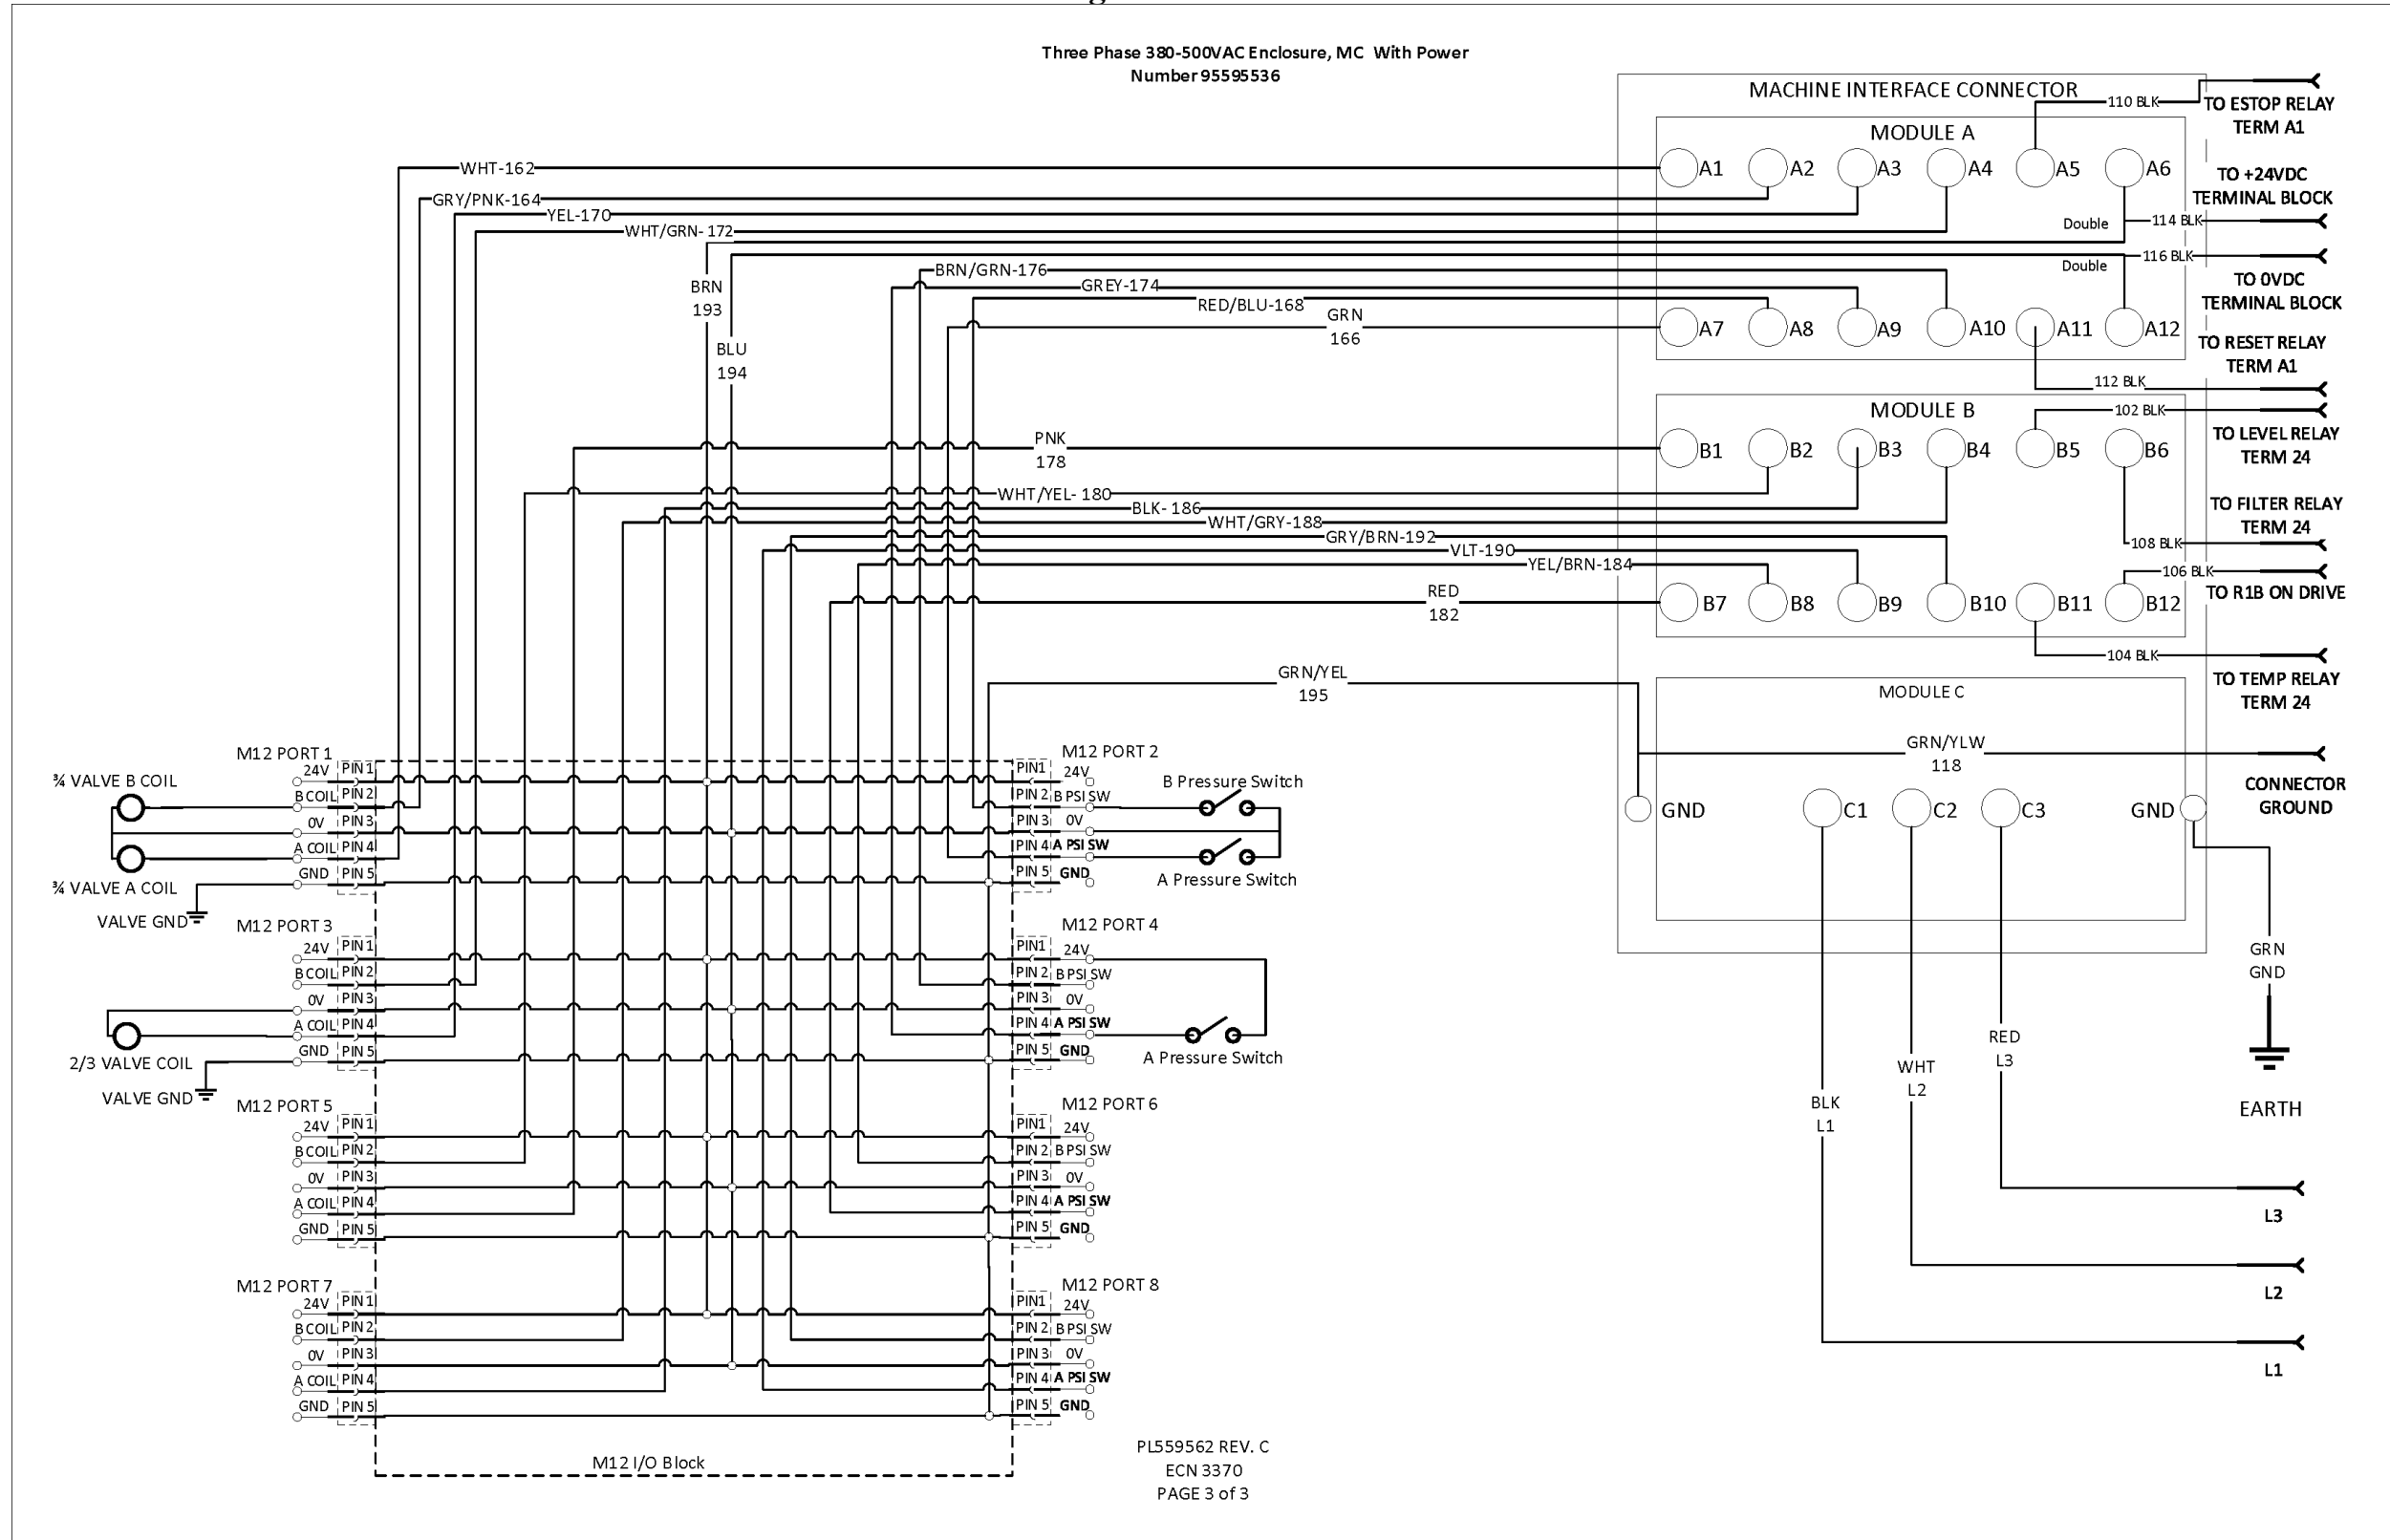 Three Phase 380-500VAC Enclosure, MC With Power
Number 95595536
MACHINE INTERFACE CONNECTOR
110 BLK
TO ESTOP RELAY
TERM A1
MODULE A
A1
A2
A3
A4
A5
A6
WHT-162
GRY/PNK-164
YEL-170
WHT/GRN- 172
TO +24VDC
TERMINAL BLOCK
Double
114 BLK
116 BLK
Double
TO 0VDC
TERMINAL BLOCK
BRN
193
BRN/GRN-176
GREY-174
RED/BLU-168
GRN
166
A7
A8
A9
A10
A11
A12
BLU
194
TO RESET RELAY
TERM A1
112 BLK
MODULE B
102 BLK
TO LEVEL RELAY
TERM 24
PNK
178
B1
B2
B3
B4
B5
B6
WHT/YEL- 180
BLK- 186
WHT/GRY-188
GRY/BRN-192
VLT-190
YEL/BRN-184
TO FILTER RELAY
TERM 24
108 BLK
106 BLK
TO R1B ON DRIVE
RED
182
B7
B8
B9
B10
B11
B12
104 BLK
TO TEMP RELAY
TERM 24
GRN/YEL
195
MODULE C
GRN/YLW
118
CONNECTOR
GROUND
GND
C1
C2
C3
GND
GRN
GND
EARTH
RED
L3
WHT
L2
BLK
L1
L3
L2
L1
M12 PORT 1
¾ VALVE B COIL
24V PIN 1
B COIL PIN 2
0V PIN 3
A COIL PIN 4
GND PIN 5
¾ VALVE A COIL
VALVE GND
M12 PORT 2
PIN1 24V
PIN 2 B PSI SW
PIN 3 0V
PIN 4 A PSI SW
PIN 5 GND
B Pressure Switch
A Pressure Switch
M12 PORT 3
24V PIN 1
B COIL PIN 2
0V PIN 3
A COIL PIN 4
GND PIN 5
2/3 VALVE COIL
VALVE GND
M12 PORT 4
PIN1 24V
PIN 2 B PSI SW
PIN 3 0V
PIN 4 A PSI SW
PIN 5 GND
A Pressure Switch
M12 PORT 5
24V PIN 1
B COIL PIN 2
0V PIN 3
A COIL PIN 4
GND PIN 5
M12 PORT 6
PIN1 24V
PIN 2 B PSI SW
PIN 3 0V
PIN 4 A PSI SW
PIN 5 GND
M12 PORT 7
24V PIN 1
B COIL PIN 2
0V PIN 3
A COIL PIN 4
GND PIN 5
M12 PORT 8
PIN1 24V
PIN 2 B PSI SW
PIN 3 0V
PIN 4 A PSI SW
PIN 5 GND
M12 I/O Block
PL559562 REV. C
ECN 3370
PAGE 3 of 3